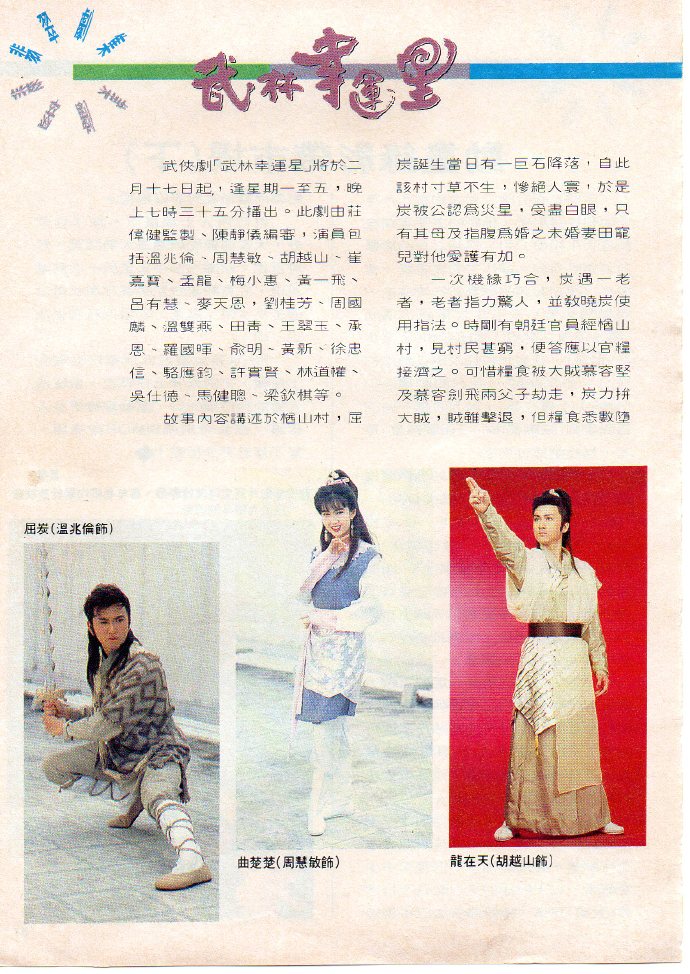 武林幸運星
武俠劇「武林幸運星」將於二
月十七日起，逢星期一至五，晚
上七時三十五分播出。此劇由莊
偉健監製、陳靜儀編審，演員包
括溫兆倫、周慧敏、胡越山、崔
嘉寶、孟龍、梅小惠、黃一飛、
呂有慧、麥天恩，劉桂芳、周國
麟、溫雙燕、田青、王翠玉、承
恩、羅國暉、俞明、黃新、徐忠
信、駱應鈞、許實賢、林道權、
吳仕德、馬健聰、梁欽棋等。
故事內容講述於楢山村，屈
炭誕生當日有一巨石降落，自此
該村寸草不生，慘絕人寰，於是
炭被公認爲災星，受盡白眼，只
有其母及指腹爲婚之未婚妻田寵
兒對他愛護有加。
一次機緣巧合，炭遇一老
者，老者指力驚人，並敎曉炭使
用指法。時剛有朝廷官員經楢山
村，見村民甚窮，便答應以官糧
接濟之。可惜糧食被大賊慕容堅
及慕容劍飛兩父子劫走，炭力拚
大賊，賊雖擊退，但糧食悉數墮
屈炭(溫兆倫飾)
曲楚楚(周慧敏飾)
龍在天(胡越山飾)